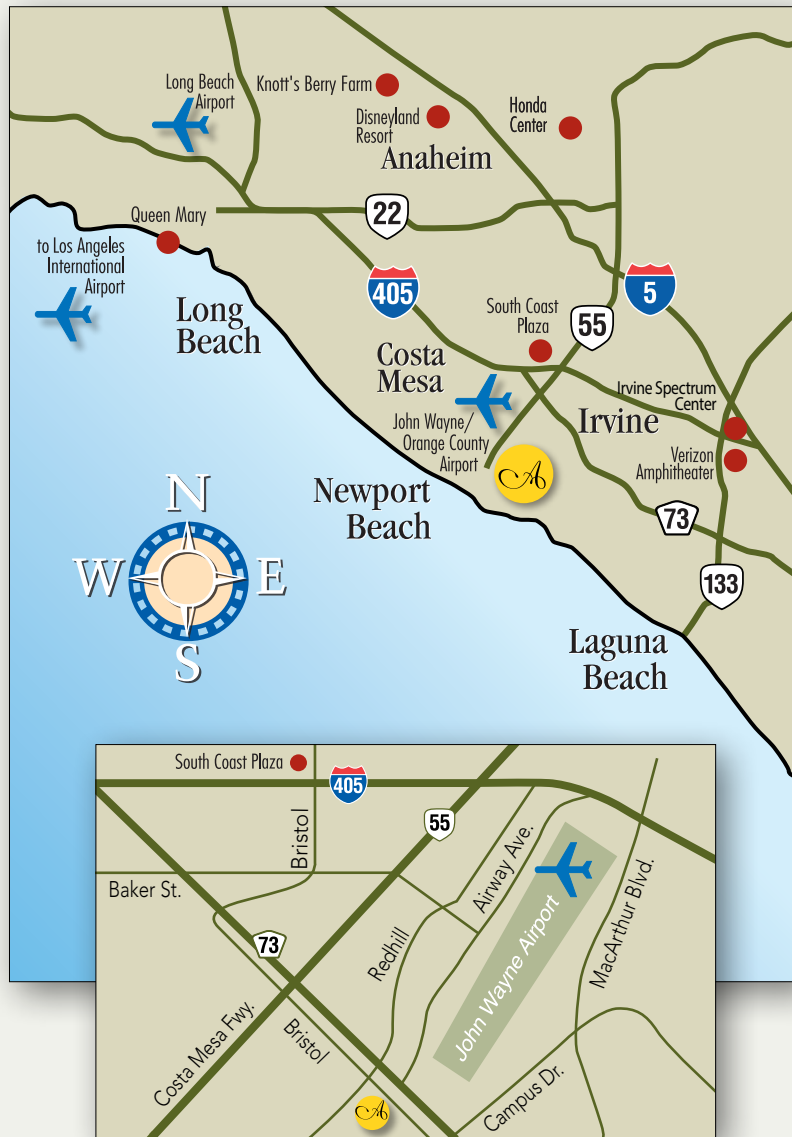 Long Beach
Airport
Knott's Berry Farm
Disneyland
Resort
Honda
Center
Anaheim
Queen Mary
22
to Los Angeles
International
Airport
405
5
Long
Beach
South Coast
Plaza
55
Costa
Mesa
Irvine Spectrum
Center
John Wayne/
Orange County
Airport
Irvine
Verizon
Amphitheater
A
Newport
Beach
73
N
W
E
S
133
Laguna
Beach
South Coast Plaza
405
55
Bristol
Airway Ave.
Baker St.
MacArthur Blvd.
73
Redhill
John Wayne Airport
Costa Mesa Fwy.
Bristol
Campus Dr.
A